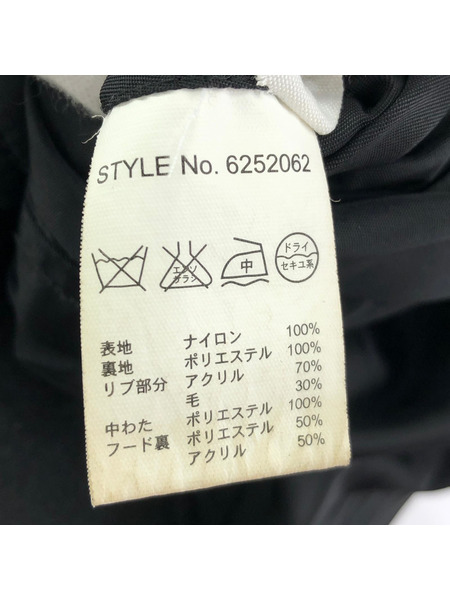 STYLE No. 6252062
エンソ サラシ
中
ドライ
セキユ系
表地 ナイロン 100%
裏地 ポリエステル 100%
リブ部分 アクリル 70%
毛 30%
中わた ポリエステル 100%
フード裏 ポリエステル 50%
アクリル 50%